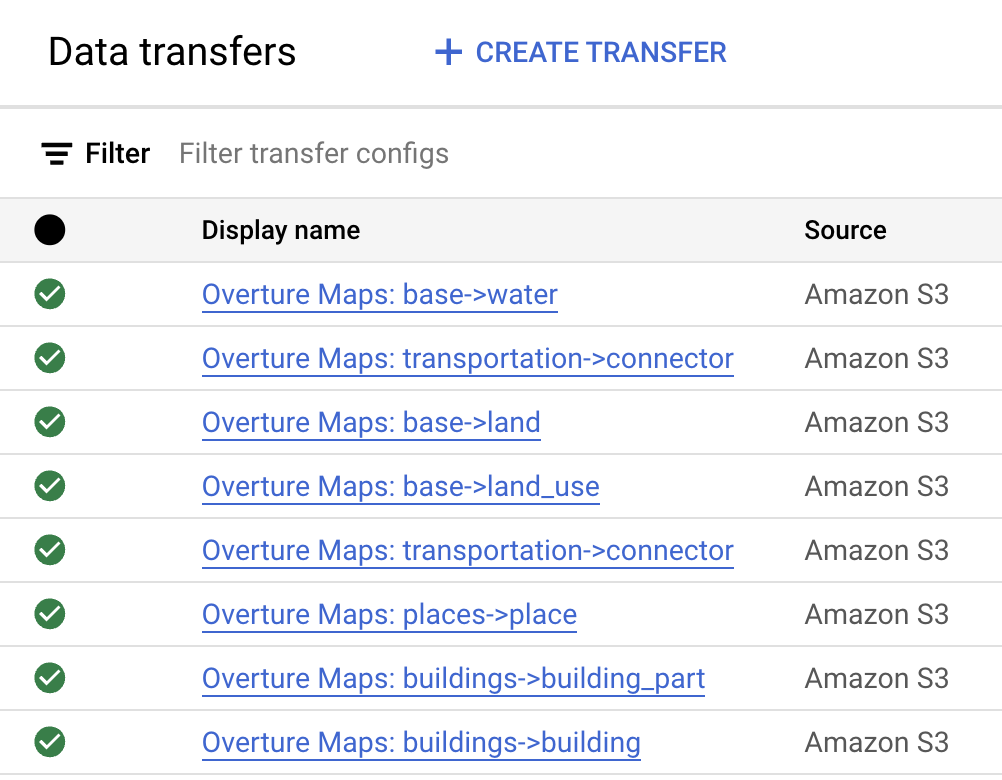 Data transfers + CREATE TRANSFER
Filter Filter transfer configs
Display name Source
Overture Maps: base->water Amazon S3
Overture Maps: transportation->connector Amazon S3
Overture Maps: base->land Amazon S3
Overture Maps: base->land_use Amazon S3
Overture Maps: transportation->connector Amazon S3
Overture Maps: places->place Amazon S3
Overture Maps: buildings->building_part Amazon S3
Overture Maps: buildings->building Amazon S3